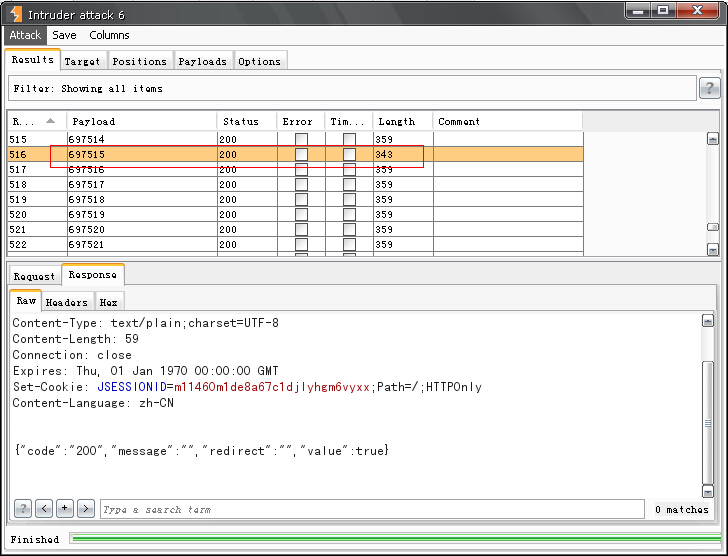 Intruder attack 6
Attack Save Columns
Results Target Positions Payloads Options
Filter: Showing all items ?
R... Payload Status Error Tim... Length Comment
515 697514 200 359
516 697515 200 343
517 697516 200 359
518 697517 200 359
519 697518 200 359
520 697519 200 359
521 697520 200 359
522 697521 200 359
Request Response
Raw Headers Hex
Content-Type: text/plain;charset=UTF-8
Content-Length: 59
Connection: close
Expires: Thu, 01 Jan 1970 00:00:00 GMT
Set-Cookie: JSESSIONID=m11460m1de8a67c1djlyhgm6vyxx;Path=/;HTTPOnly
Content-Language: zh-CN
{"code":"200","message":"","redirect":"","value":true}
? < + > Type a search term 0 matches
Finished